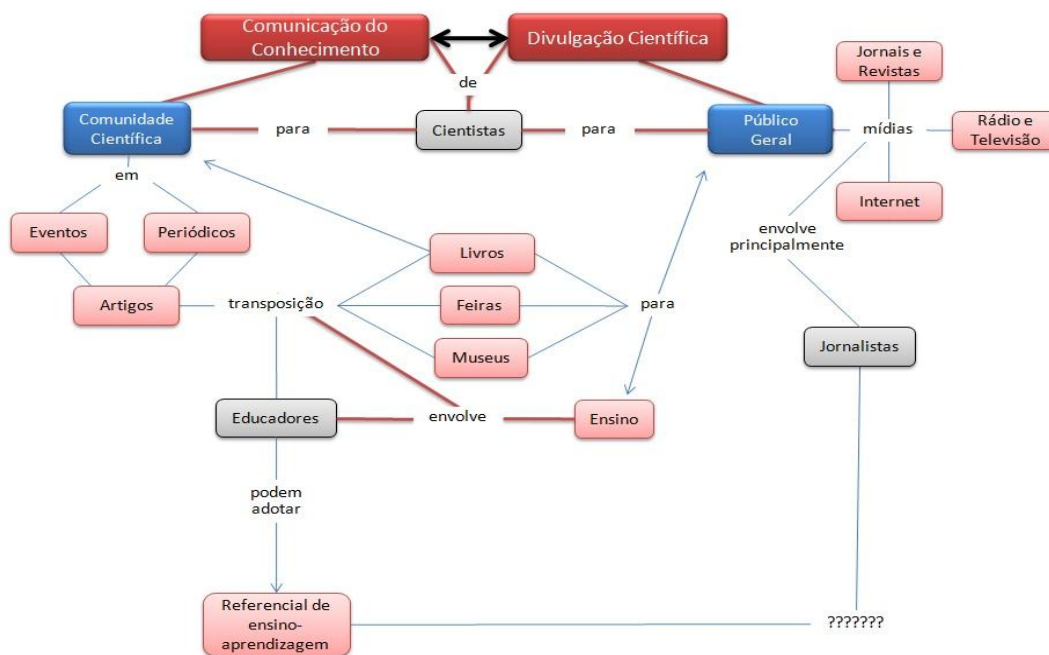 Comunicação do
Conhecimento
Divulgação Científica
Jornais e
Revistas
de
Comunidade
Científica
para
Cientistas
para
Público
Geral
mídias
Rádio e
Televisão
em
Internet
Eventos
Periódicos
envolve
principalmente
Livros
Artigos
transposição
Feiras
para
Museus
Jornalistas
Educadores
envolve
Ensino
podem
adotar
Referencial de
ensino-
aprendizagem
???????